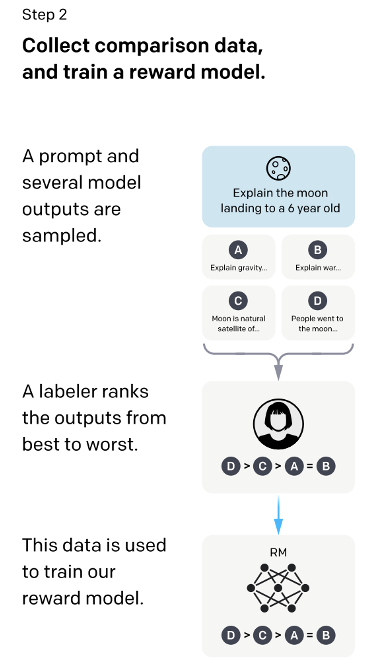 Step 2
Collect comparison data,
and train a reward model.
A prompt and
several model
outputs are
sampled.
Explain the moon
landing to a 6 year old
A
Explain gravity...
B
Explain war...
C
Moon is natural
satellite of...
D
People went to
the moon...
A labeler ranks
the outputs from
best to worst.
D > C > A = B
This data is used
to train our
reward model.
RM
D > C > A = B